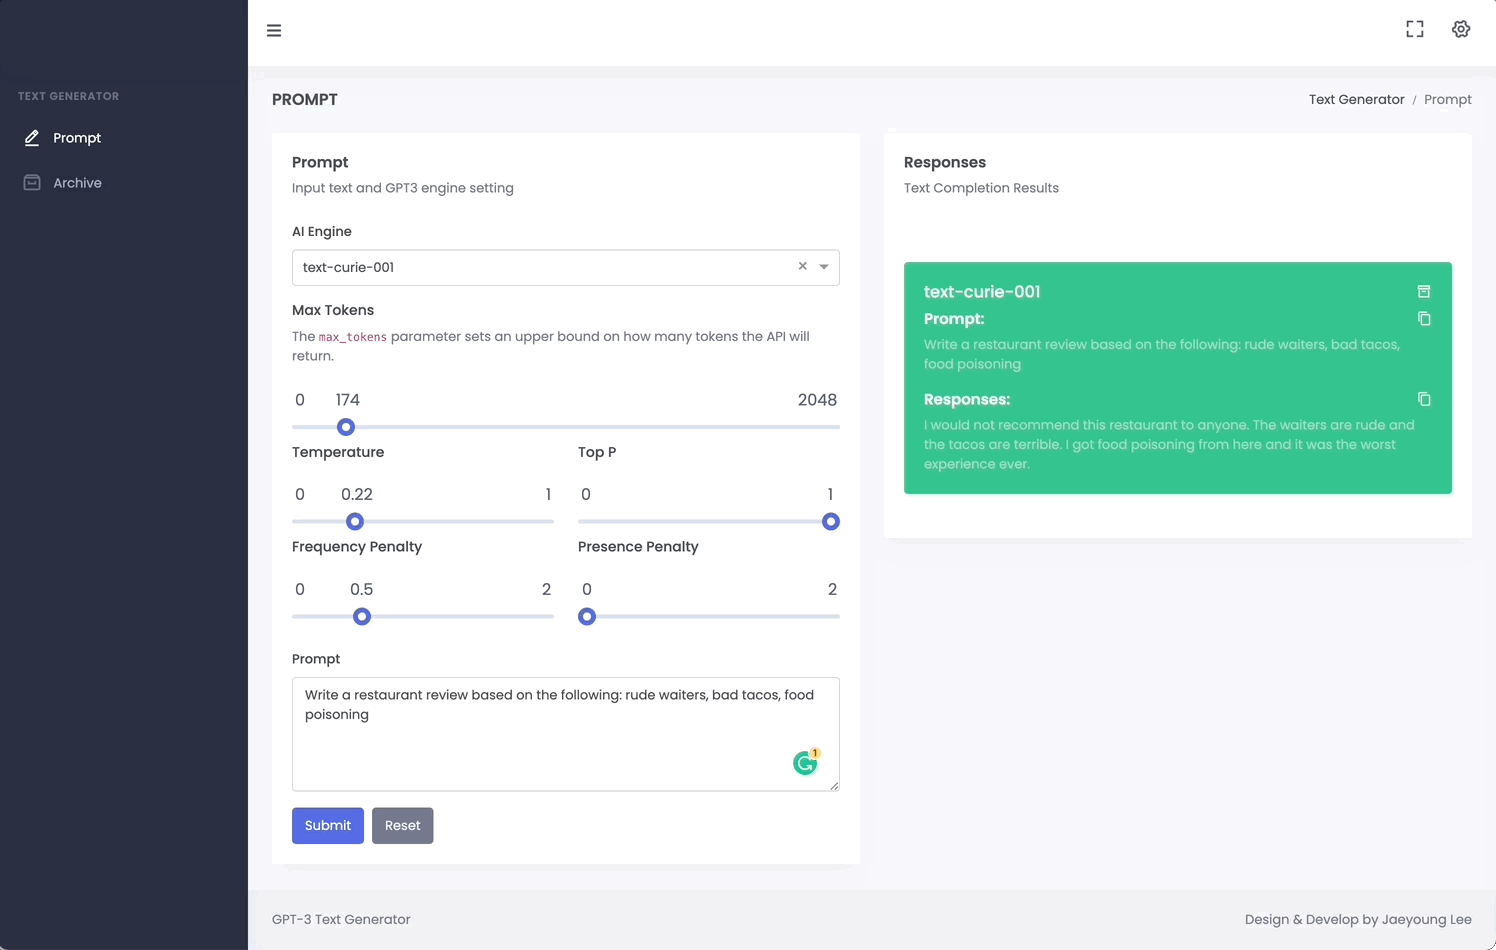 TEXT GENERATOR
Prompt
Archive
PROMPT
Text Generator / Prompt
Prompt
Input text and GPT3 engine setting
AI Engine
text-curie-001 ×
Max Tokens
The max_tokens parameter sets an upper bound on how many tokens the API will
return.
0 174 2048
Temperature
0 0.22 1
Top P
0 1
Frequency Penalty
0 0.5 2
Presence Penalty
0 2
Prompt
Write a restaurant review based on the following: rude waiters, bad tacos, food
poisoning
1
Submit
Reset
Responses
Text Completion Results
text-curie-001
Prompt:
Write a restaurant review based on the following: rude waiters, bad tacos,
food poisoning
Responses:
I would not recommend this restaurant to anyone. The waiters are rude and
the tacos are terrible. I got food poisoning from here and it was the worst
experience ever.
GPT-3 Text Generator
Design & Develop by Jaeyoung Lee